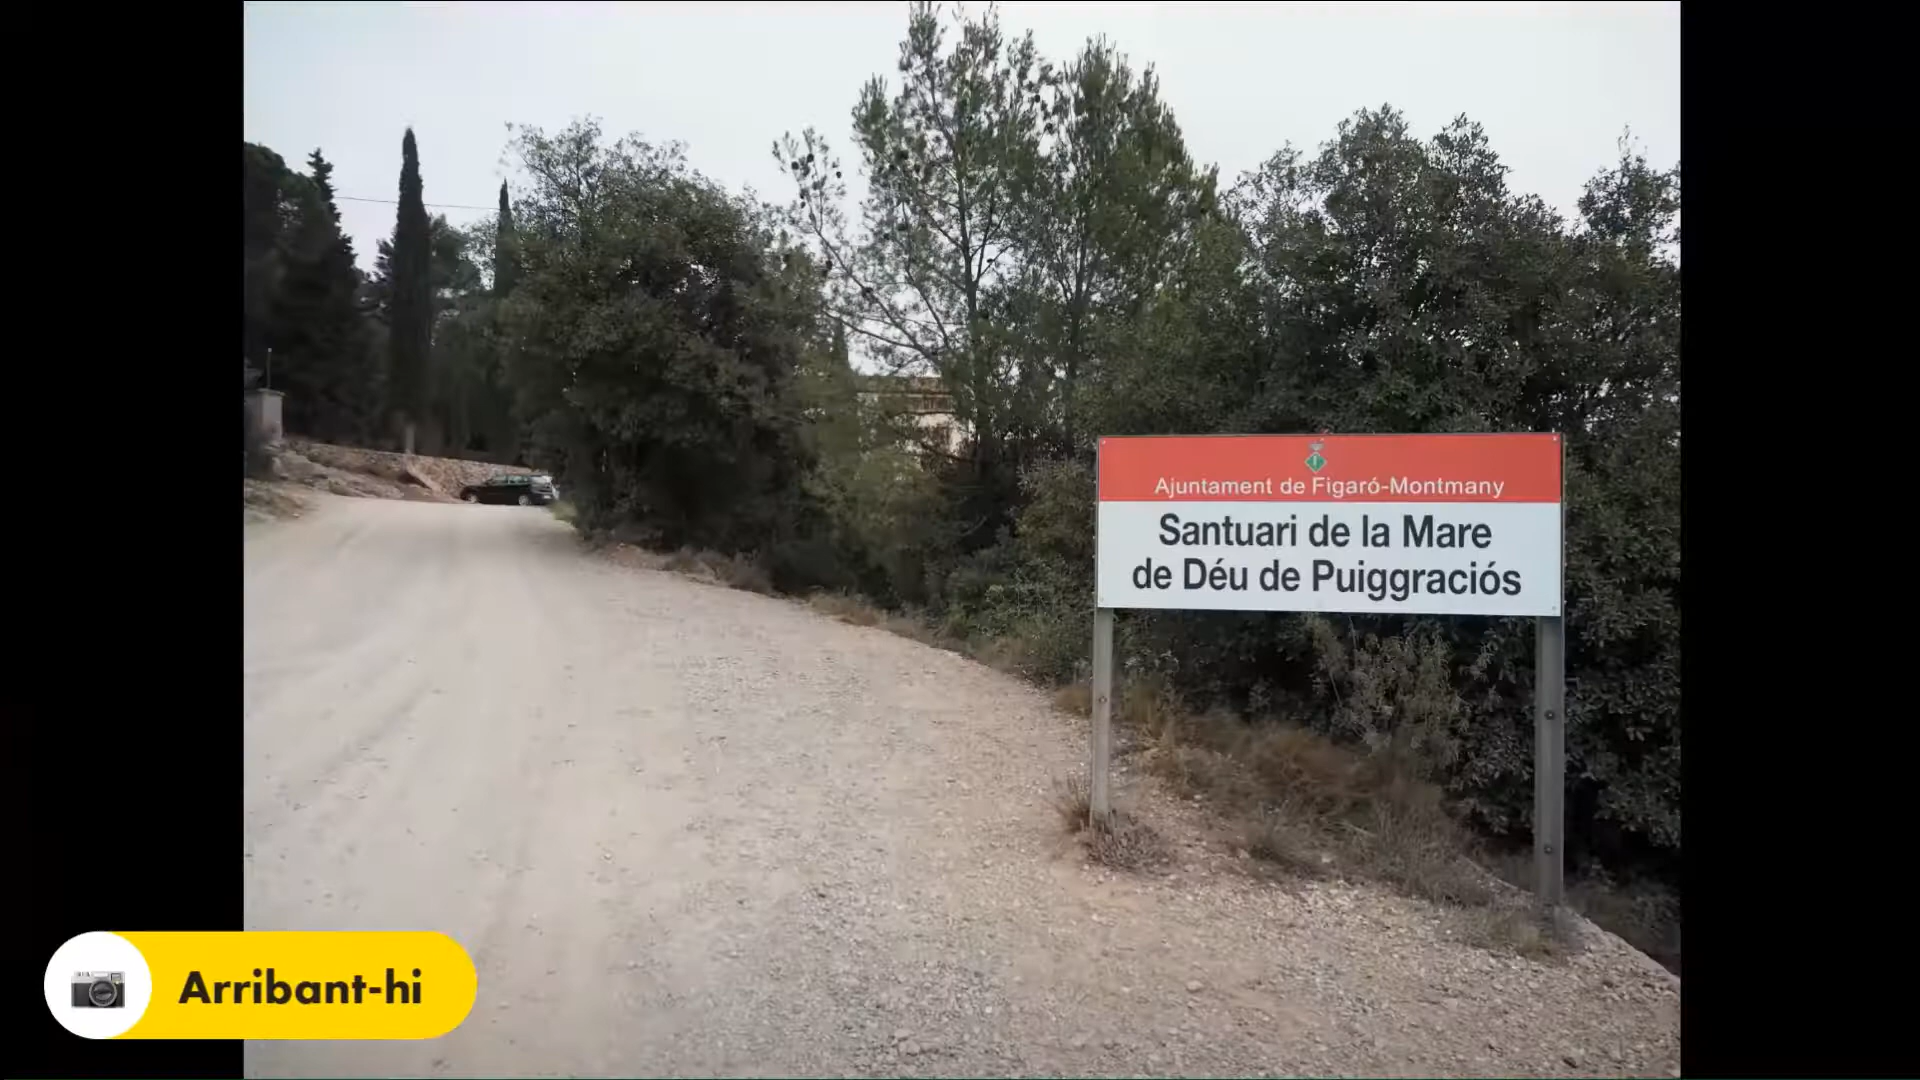 Ajuntament de Figaró-Montmany
Santuari de la Mare
de Déu de Puiggraciós
Arribant-hi